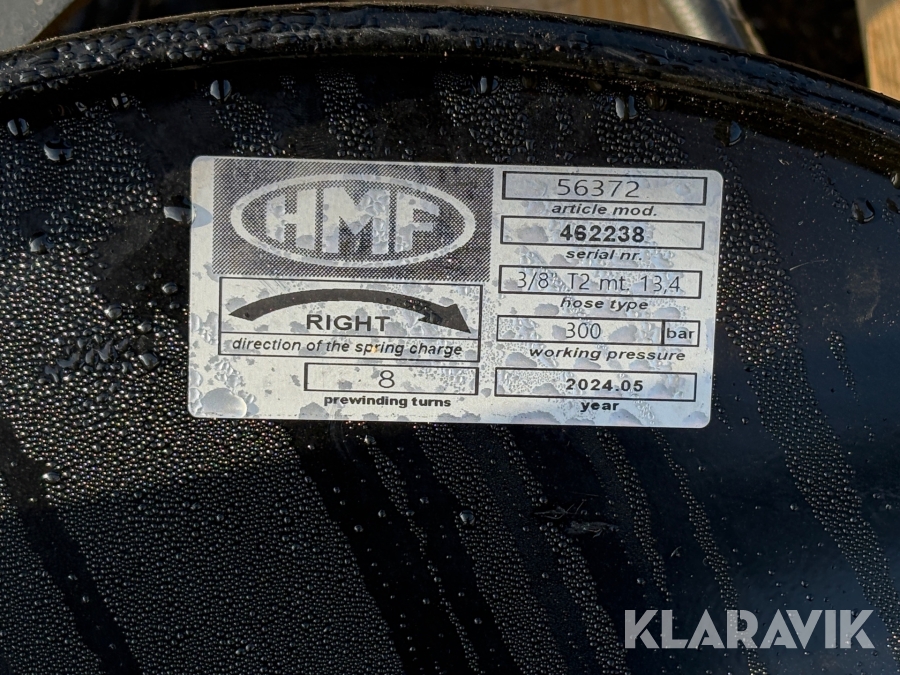 HMF
RIGHT
direction of the spring charge
8
prewinding turns
56372
article mod.
462238
serial nr.
3/8" T2 mt. 13,4
hose type
300 bar
working pressure
2024.05
year
KLARAVIK